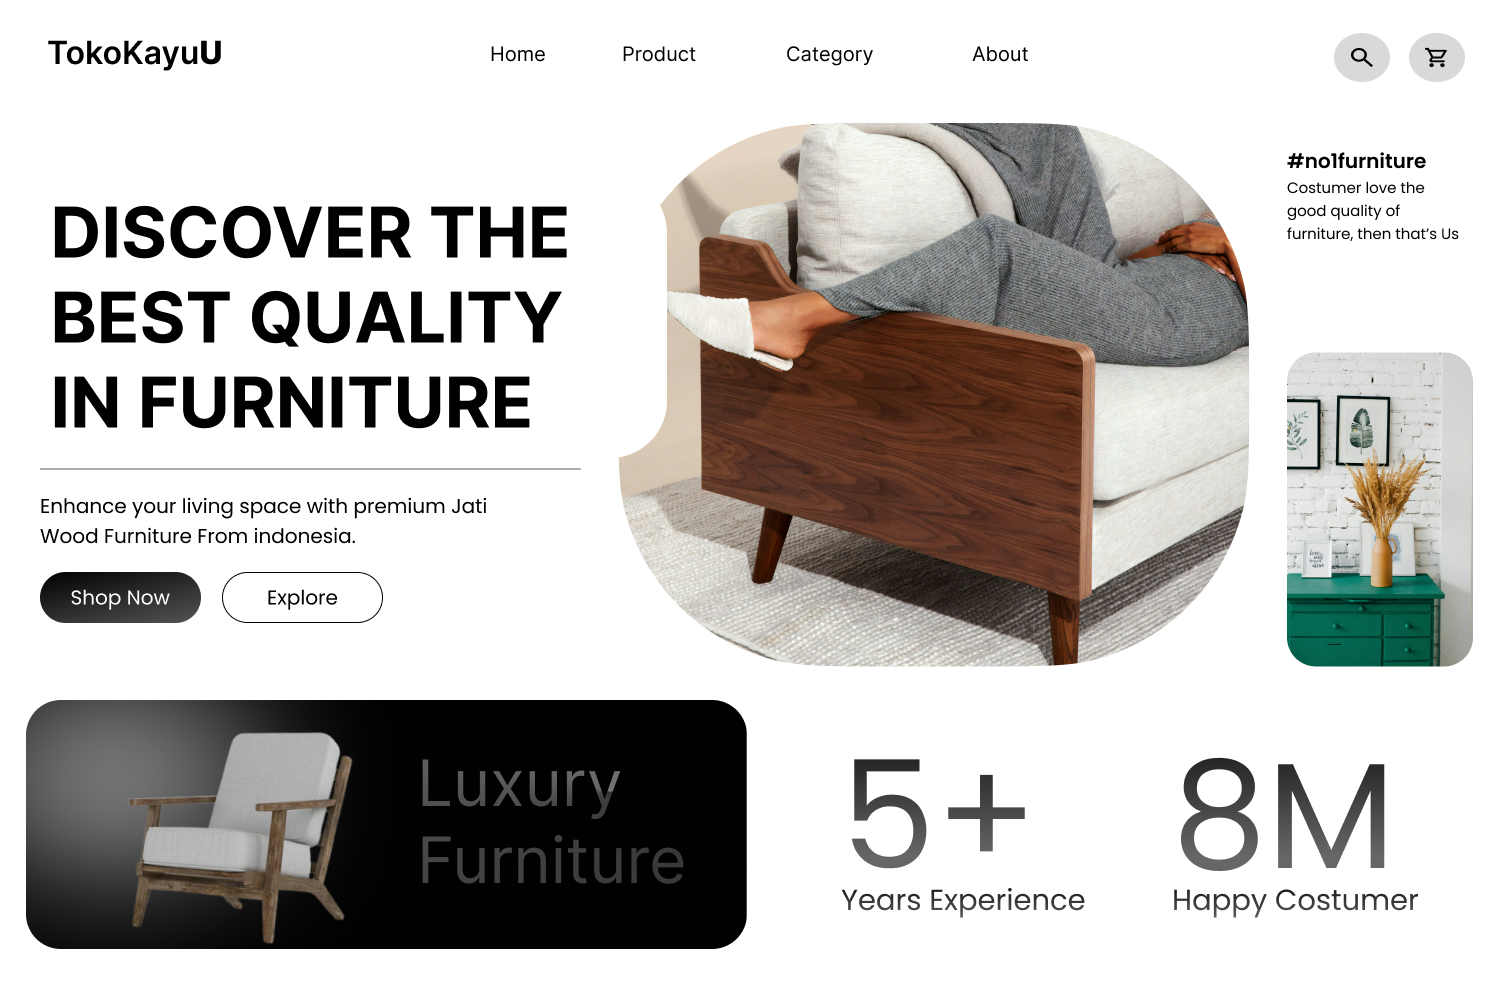 TokoKayuU
Home
Product
Category
About
DISCOVER THE
BEST QUALITY
IN FURNITURE
Enhance your living space with premium Jati
Wood Furniture From indonesia.
Shop Now
Explore
#no1furniture
Costumer love the
good quality of
furniture, then that’s Us
Luxury
Furniture
5+
Years Experience
8M
Happy Costumer